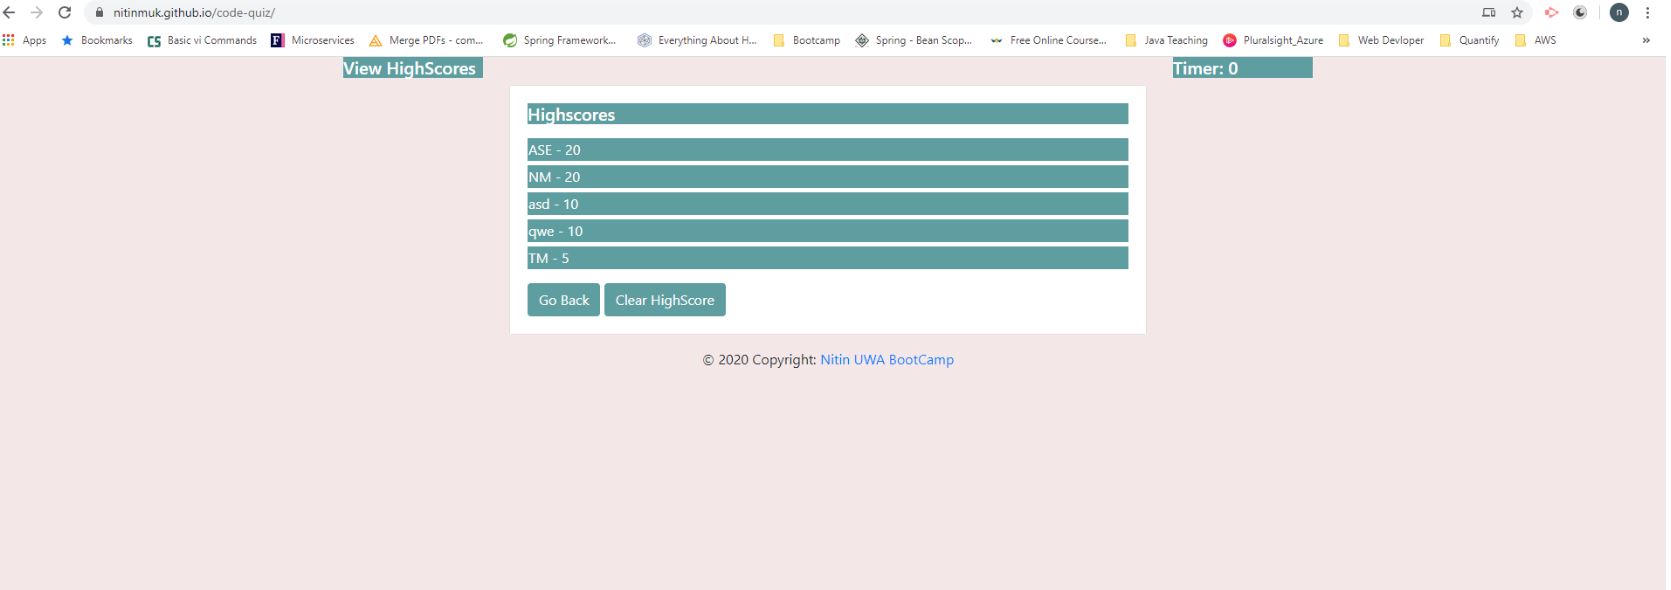 nitinmuk.github.io/code-quiz/
n
Apps Bookmarks Basic vi Commands Microservices Merge PDFs - com... Spring Framework... Everything About H... Bootcamp Spring - Bean Scop... Free Online Course... Java Teaching Pluralsight_Azure Web Devloper Quantify AWS »
View HighScores Timer: 0
Highscores
ASE - 20
NM - 20
asd - 10
qwe - 10
TM - 5
Go Back Clear HighScore
© 2020 Copyright: Nitin UWA BootCamp